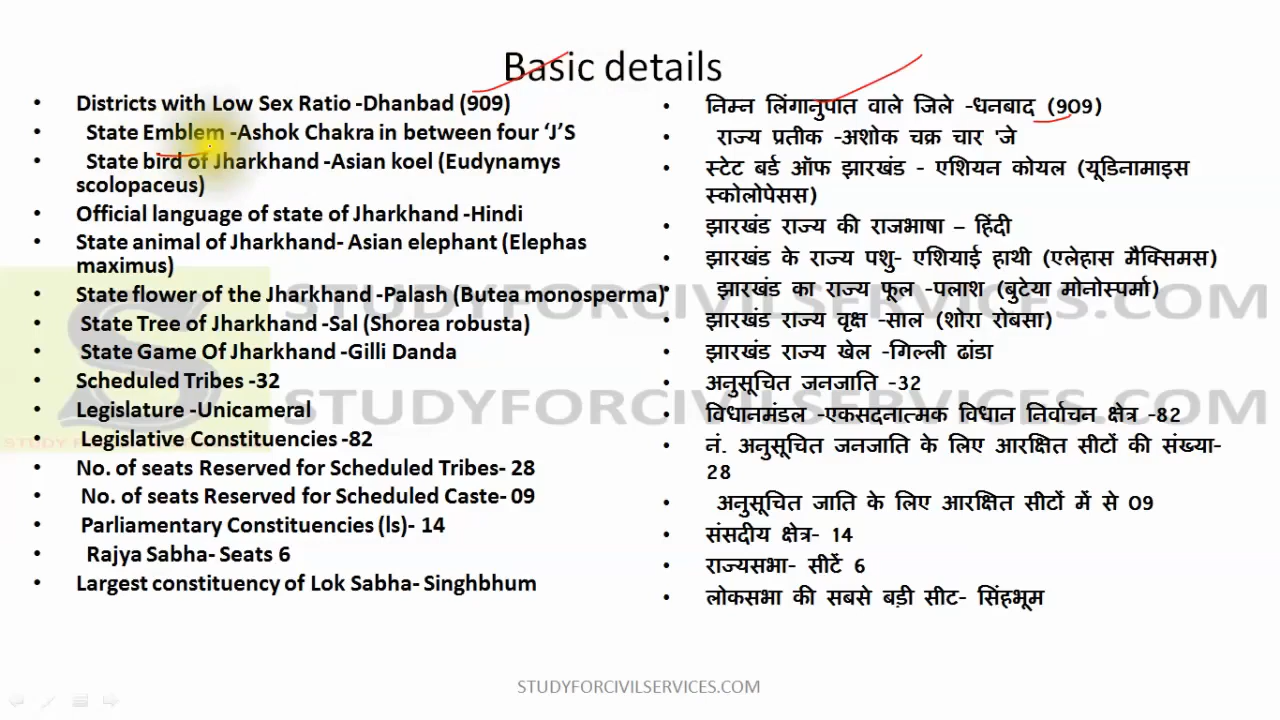 Basic details
• Districts with Low Sex Ratio -Dhanbad (909)
• State Emblem -Ashok Chakra in between four ‘J’S
• State bird of Jharkhand -Asian koel (Eudynamys
scolopaceus)
• Official language of state of Jharkhand -Hindi
• State animal of Jharkhand- Asian elephant (Elephas
maximus)
• State flower of the Jharkhand -Palash (Butea monosperma)
• State Tree of Jharkhand -Sal (Shorea robusta)
• State Game Of Jharkhand -Gilli Danda
• Scheduled Tribes -32
• Legislature -Unicameral
• Legislative Constituencies -82
• No. of seats Reserved for Scheduled Tribes- 28
• No. of seats Reserved for Scheduled Caste- 09
• Parliamentary Constituencies (ls)- 14
• Rajya Sabha- Seats 6
• Largest constituency of Lok Sabha- Singhbhum
• निम्न लिंगानुपात वाले जिले -धनबाद (909)
• राज्य प्रतीक -अशोक चक्र चार 'जे
• स्टेट बर्ड ऑफ झारखंड - एशियन कोयल (यूडिनामाइस
स्कोलोपेसस)
• झारखंड राज्य की राजभाषा – हिंदी
• झारखंड के राज्य पशु- एशियाई हाथी (एलेहास मैक्सिमस)
• झारखंड का राज्य फूल -पलाश (बुटेया मोनोस्पर्मा)
• झारखंड राज्य वृक्ष -साल (शोरा रोबसा)
• झारखंड राज्य खेल -गिल्ली ढांडा
• अनुसूचित जनजाति -32
• विधानमंडल -एकसदनात्मक विधान निर्वाचन क्षेत्र -82
• नं. अनुसूचित जनजाति के लिए आरक्षित सीटों की संख्या-
28
• अनुसूचित जाति के लिए आरक्षित सीटों में से 09
• संसदीय क्षेत्र- 14
• राज्यसभा- सीटें 6
• लोकसभा की सबसे बड़ी सीट- सिंहभूम
STUDYFORCIVILSERVICES.COM
STUDYFORCIVILSERVICES.COM
STUDYFORCIVILSERVICES.COM